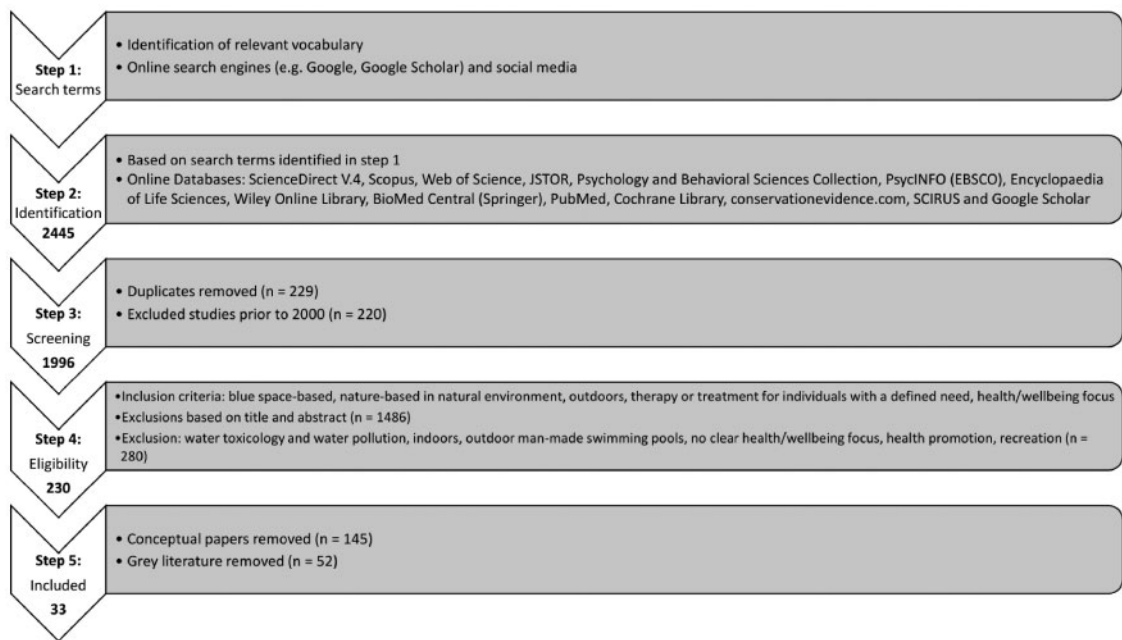 Step 1:
Search terms
• Identification of relevant vocabulary
• Online search engines (e.g. Google, Google Scholar) and social media
Step 2:
Identification
2445
• Based on search terms identified in step 1
• Online Databases: ScienceDirect V.4, Scopus, Web of Science, JSTOR, Psychology and Behavioral Sciences Collection, PsycINFO (EBSCO), Encyclopaedia
of Life Sciences, Wiley Online Library, BioMed Central (Springer), PubMed, Cochrane Library, conservationevidence.com, SCIRUS and Google Scholar
Step 3:
Screening
1996
• Duplicates removed (n = 229)
• Excluded studies prior to 2000 (n = 220)
Step 4:
Eligibility
230
•Inclusion criteria: blue space-based, nature-based in natural environment, outdoors, therapy or treatment for individuals with a defined need, health/wellbeing focus
•Exclusions based on title and abstract (n = 1486)
•Exclusion: water toxicology and water pollution, indoors, outdoor man-made swimming pools, no clear health/wellbeing focus, health promotion, recreation (n =
280)
Step 5:
Included
33
• Conceptual papers removed (n = 145)
• Grey literature removed (n = 52)